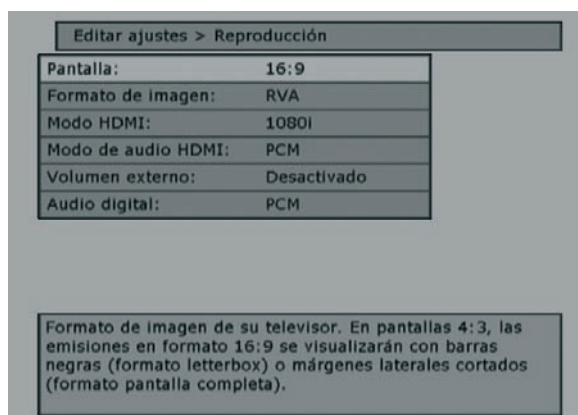 Editar ajustes > Reproducción
Pantalla: 16:9
Formato de imagen: RVA
Modo HDMI: 1080i
Modo de audio HDMI: PCM
Volumen externo: Desactivado
Audio digital: PCM
Formato de imagen de su televisor. En pantallas 4:3, las
emisiones en formato 16:9 se visualizarán con barras
negras (formato letterbox) o márgenes laterales cortados
(formato pantalla completa).